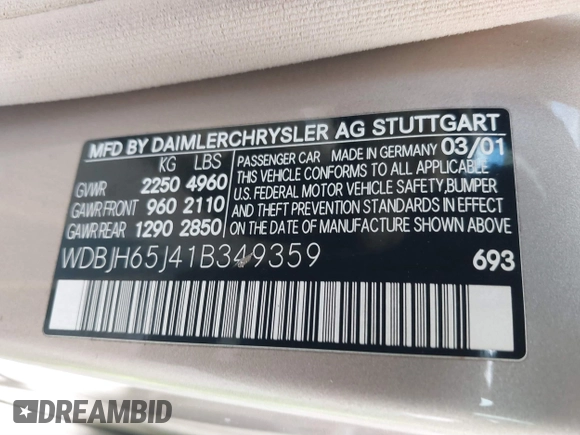 MFD BY DAIMLERCHRYSLER AG STUTTGART
KG LBS
GVWR 2250 4960
GAWR FRONT 960 2110
GAWR REAR 1290 2850
PASSENGER CAR MADE IN GERMANY 03/01
THIS VEHICLE CONFORMS TO ALL APPLICABLE
U.S. FEDERAL MOTOR VEHICLE SAFETY, BUMPER
AND THEFT PREVENTION STANDARDS IN EFFECT
ON THE DATE OF MANUFACTURE SHOWN ABOVE.
WDBJH65J41B349359
693
DREAMBID